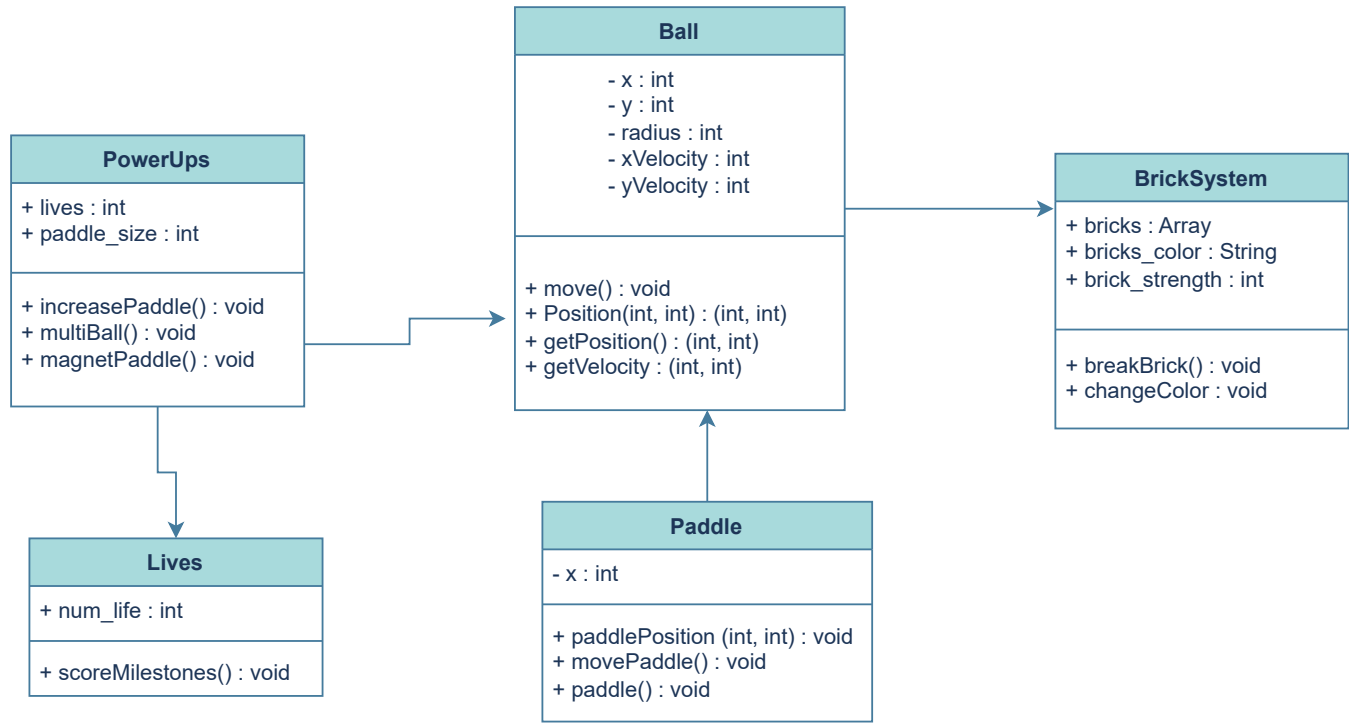 Ball
- x : int
- y : int
- radius : int
- xVelocity : int
- yVelocity : int
+ move() : void
+ Position(int, int) : (int, int)
+ getPosition() : (int, int)
+ getVelocity : (int, int)
PowerUps
+ lives : int
+ paddle_size : int
+ increasePaddle() : void
+ multiBall() : void
+ magnetPaddle() : void
BrickSystem
+ bricks : Array
+ bricks_color : String
+ brick_strength : int
+ breakBrick() : void
+ changeColor : void
Lives
+ num_life : int
+ scoreMilestones() : void
Paddle
- x : int
+ paddlePosition (int, int) : void
+ movePaddle() : void
+ paddle() : void